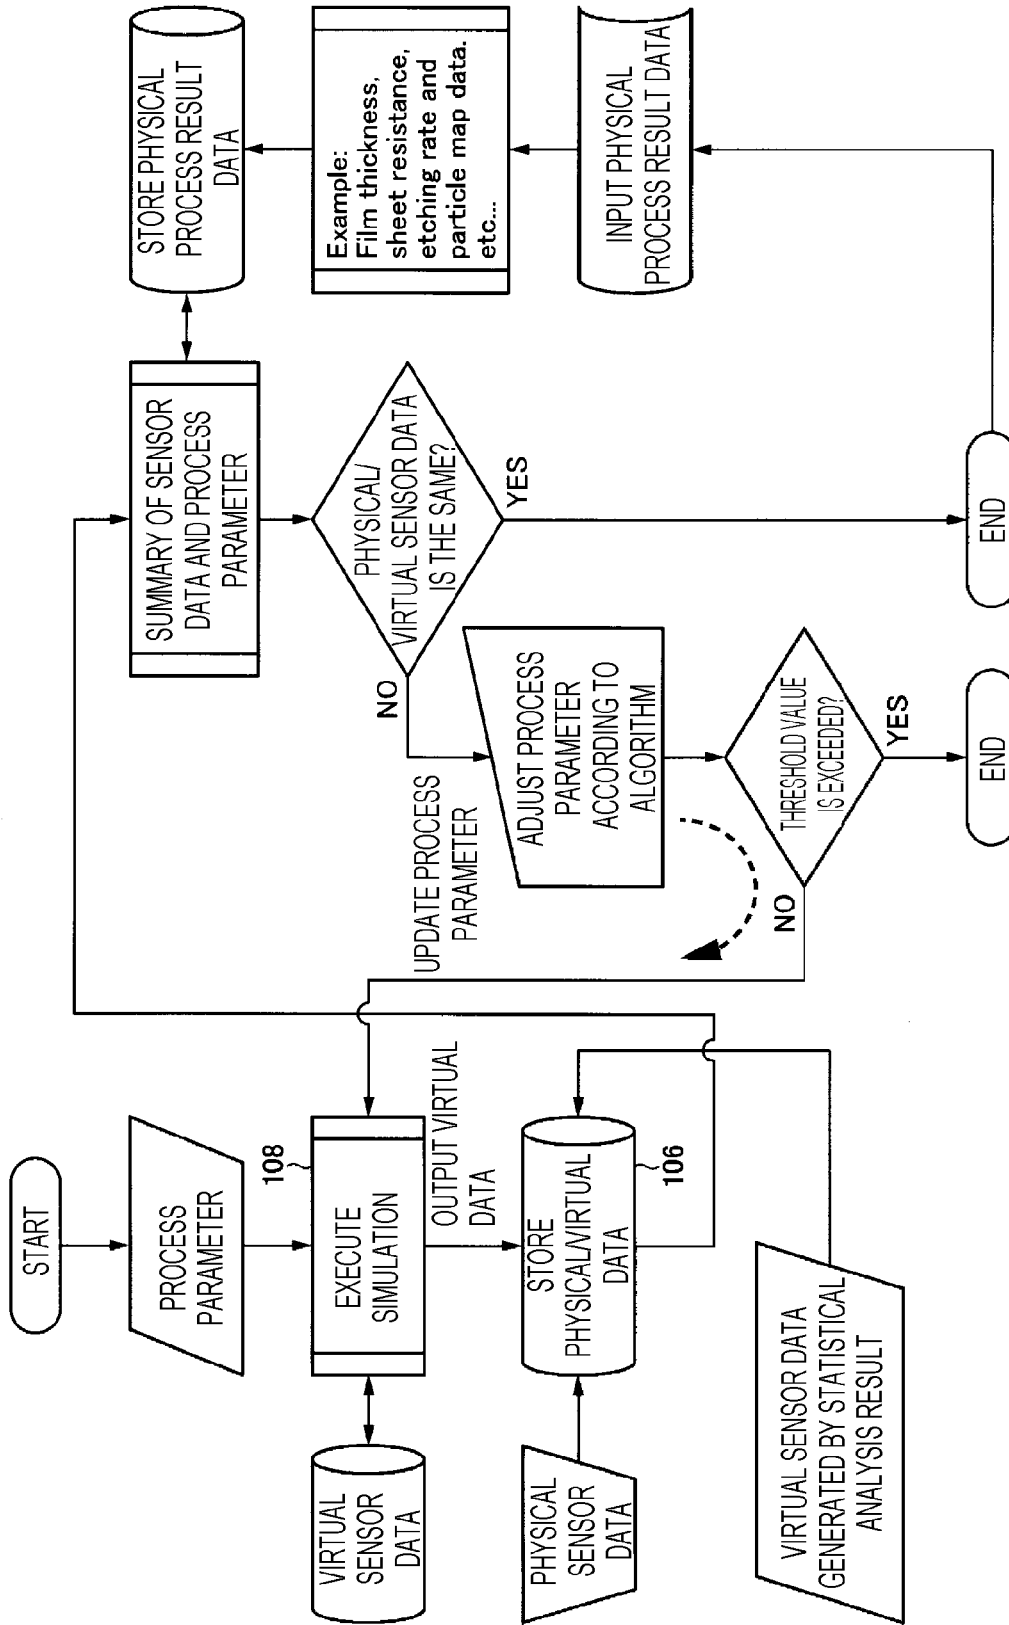 START
PROCESS
PARAMETER
108
EXECUTE
SIMULATION
VIRTUAL
SENSOR
DATA
OUTPUT VIRTUAL
DATA
STORE
PHYSICAL/VIRTUAL
DATA
106
PHYSICAL
SENSOR
DATA
VIRTUAL SENSOR DATA
GENERATED BY STATISTICAL
ANALYSIS RESULT
SUMMARY OF SENSOR
DATA AND PROCESS
PARAMETER
PHYSICAL/
VIRTUAL SENSOR DATA
IS THE SAME?
NO
YES
UPDATE PROCESS
PARAMETER
ADJUST PROCESS
PARAMETER
ACCORDING TO
ALGORITHM
THRESHOLD VALUE
IS EXCEEDED?
NO
YES
END
END
STORE PHYSICAL
PROCESS RESULT
DATA
Example:
Film thickness,
sheet resistance,
etching rate and
particle map data.
etc...
INPUT PHYSICAL
PROCESS RESULT DATA